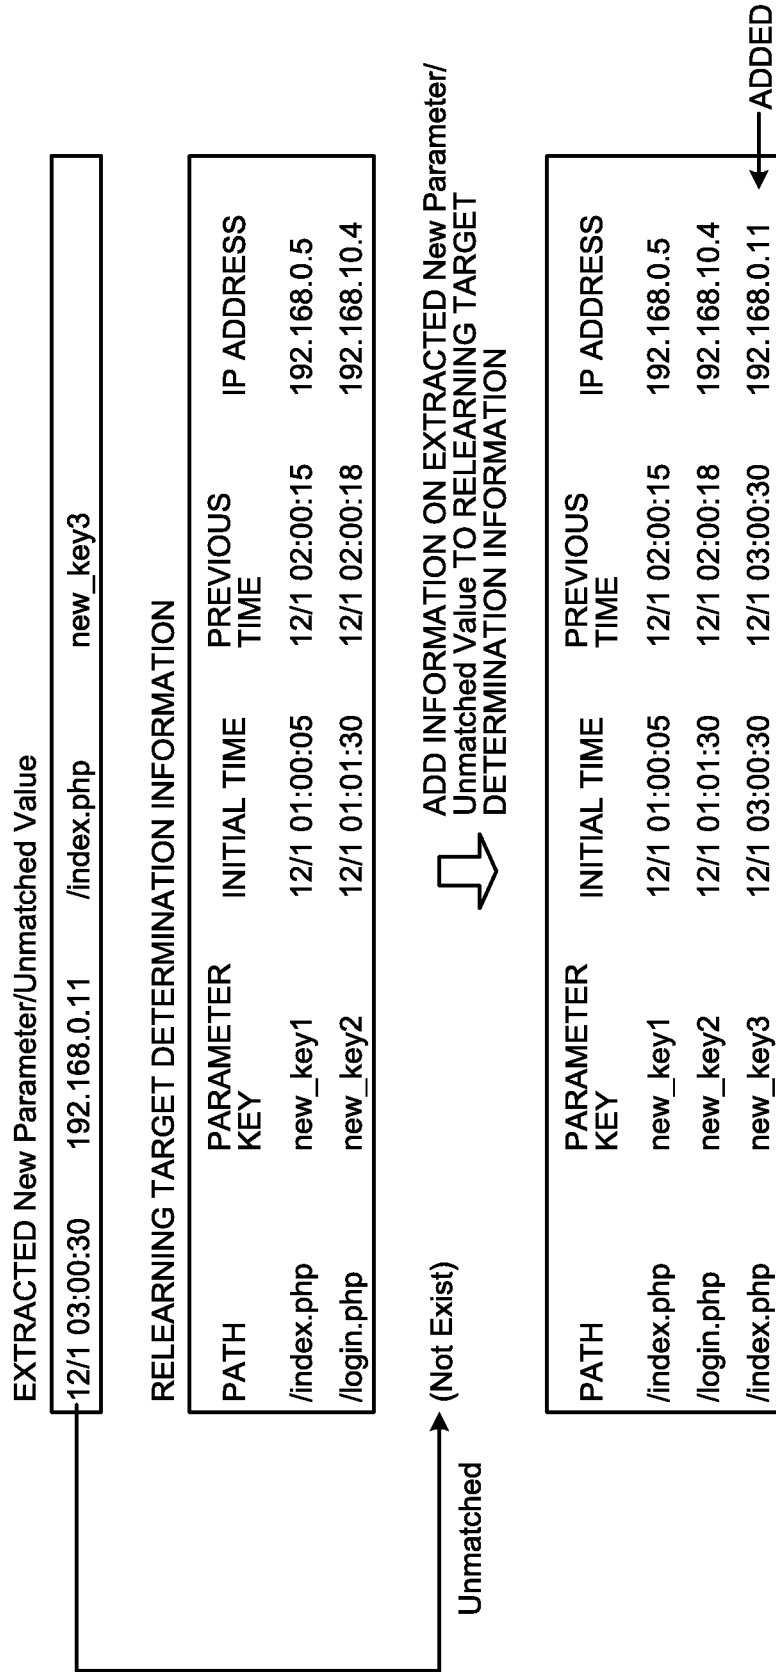 EXTRACTED New Parameter/Unmatched Value
12/1 03:00:30 192.168.0.11 /index.php new_key3
RELEARNING TARGET DETERMINATION INFORMATION
PATH PARAMETER KEY INITIAL TIME PREVIOUS TIME IP ADDRESS
/index.php new_key1 12/1 01:00:05 12/1 02:00:15 192.168.0.5
/login.php new_key2 12/1 01:01:30 12/1 02:00:18 192.168.10.4
Unmatched
(Not Exist)
ADD INFORMATION ON EXTRACTED New Parameter/
Unmatched Value TO RELEARNING TARGET
DETERMINATION INFORMATION
PATH PARAMETER KEY INITIAL TIME PREVIOUS TIME IP ADDRESS
/index.php new_key1 12/1 01:00:05 12/1 02:00:15 192.168.0.5
/login.php new_key2 12/1 01:01:30 12/1 02:00:18 192.168.10.4
/index.php new_key3 12/1 03:00:30 12/1 03:00:30 192.168.0.11
ADDED